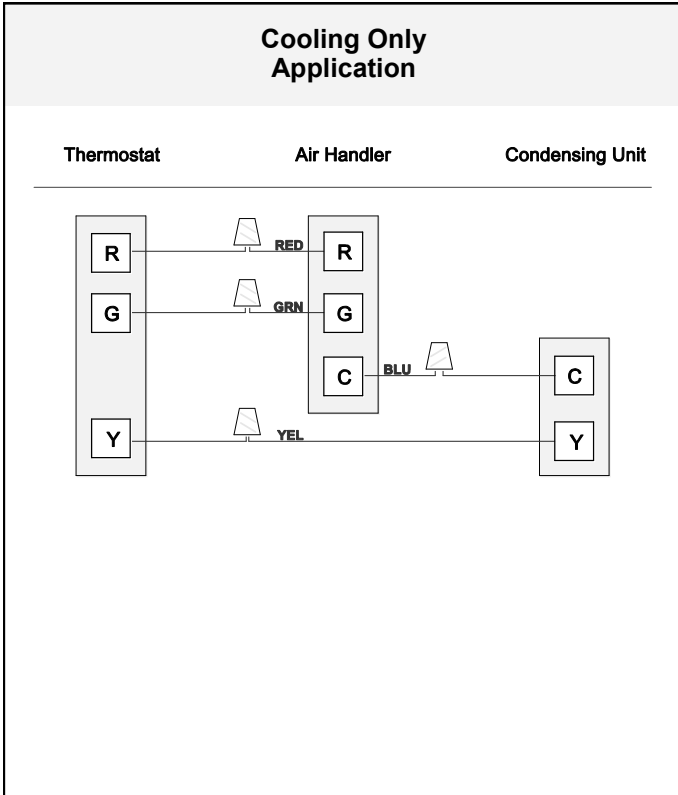 Cooling Only
Application
Thermostat Air Handler Condensing Unit
R RED R
G GRN G
C BLU C
Y YEL Y